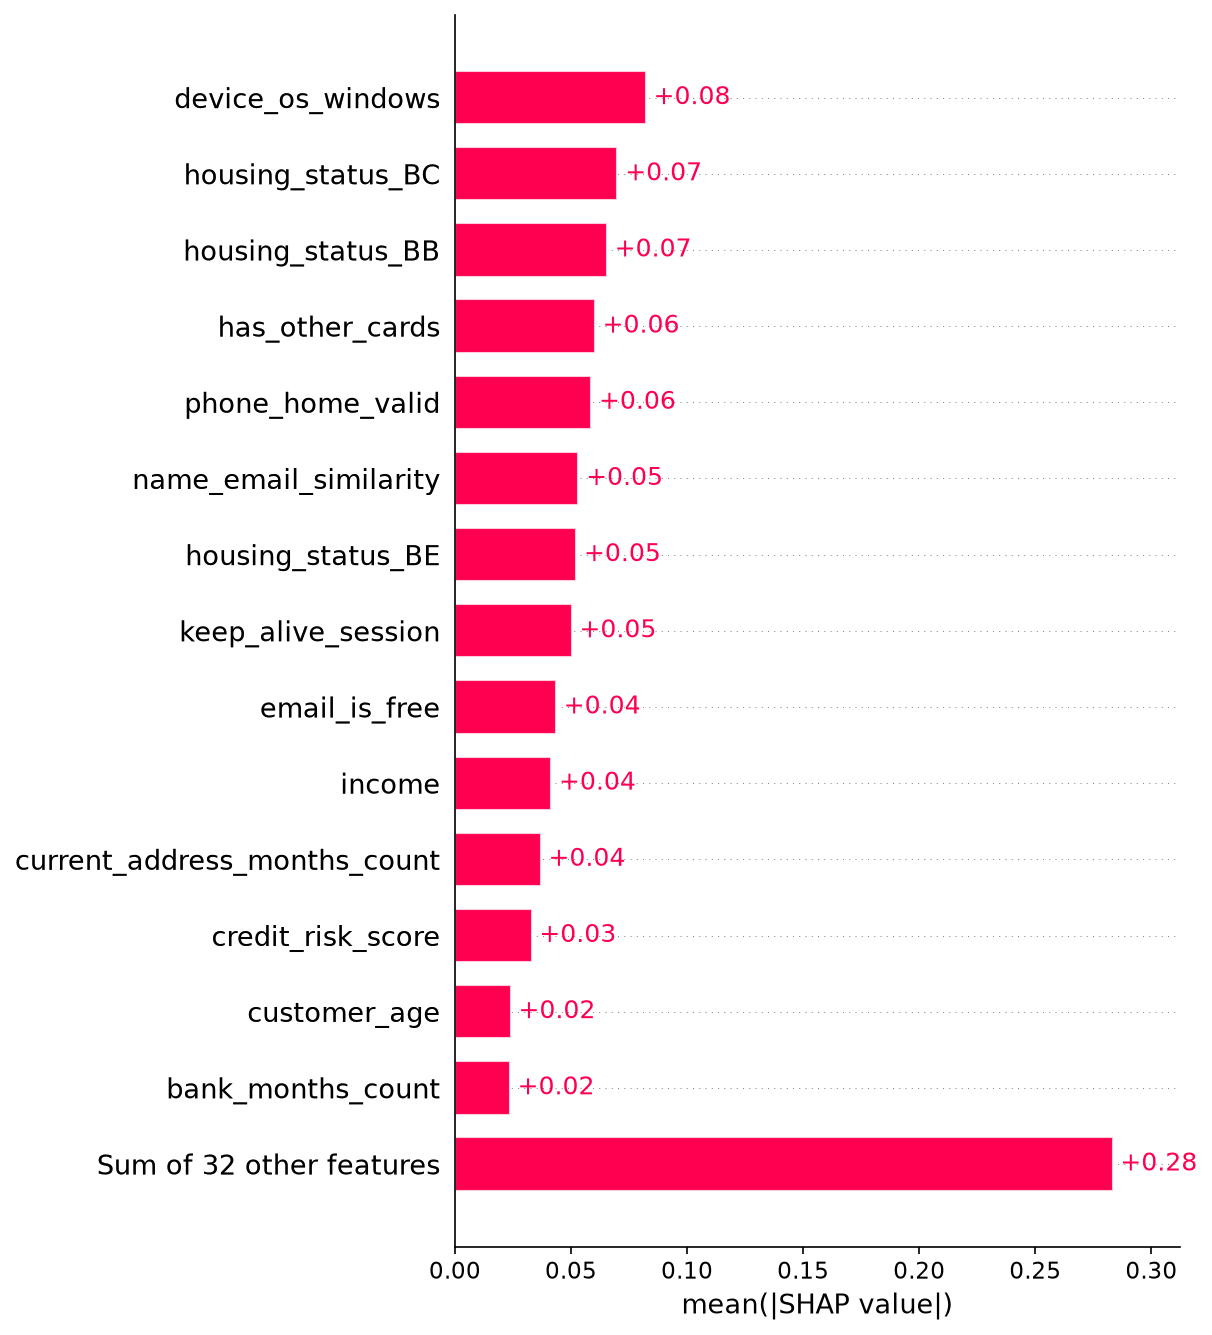 device_os_windows +0.08
housing_status_BC +0.07
housing_status_BB +0.07
has_other_cards +0.06
phone_home_valid +0.06
name_email_similarity +0.05
housing_status_BE +0.05
keep_alive_session +0.05
email_is_free +0.04
income +0.04
current_address_months_count +0.04
credit_risk_score +0.03
customer_age +0.02
bank_months_count +0.02
Sum of 32 other features +0.28
0.00 0.05 0.10 0.15 0.20 0.25 0.30
mean(|SHAP value|)